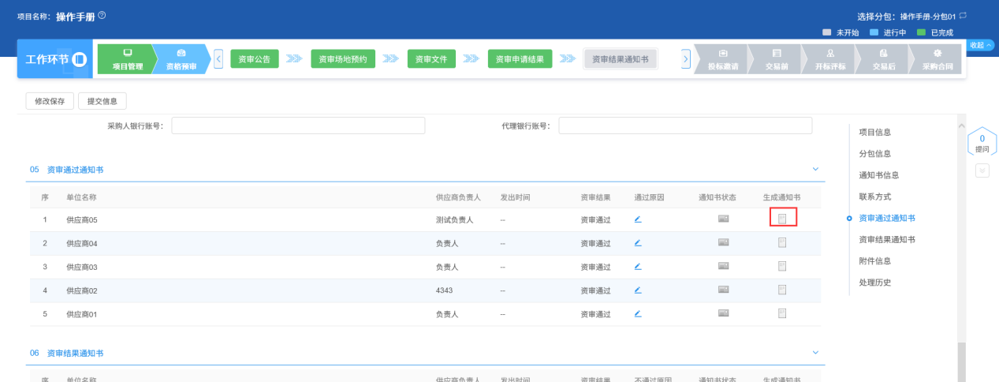 项目名称: 操作手册
选择分包: 操作手册-分包01
未开始 进行中 已完成
工作环节 项目管理 资格预审 资审公告 资审场地预约 资审文件 资审申请结果 资审结果通知书 投标邀请 交易前 开标评标 交易后 采购合同 收起
修改保存 提交信息
采购人银行账号: 代理银行账号:
05 资审通过通知书
序 单位名称 供应商负责人 发出时间 资审结果 通过原因 通知书状态 生成通知书
1 供应商05 测试负责人 -- 资审通过
2 供应商04 负责人 -- 资审通过
3 供应商03 负责人 -- 资审通过
4 供应商02 4343 -- 资审通过
5 供应商01 负责人 -- 资审通过
06 资审结果通知书
序 单位名称 供应商负责人 发出时间 资审结果 不通过原因 通知书状态 生成通知书
项目信息
分包信息
通知书信息
联系方式
资审通过通知书
资审结果通知书
附件信息
处理历史
0
提问